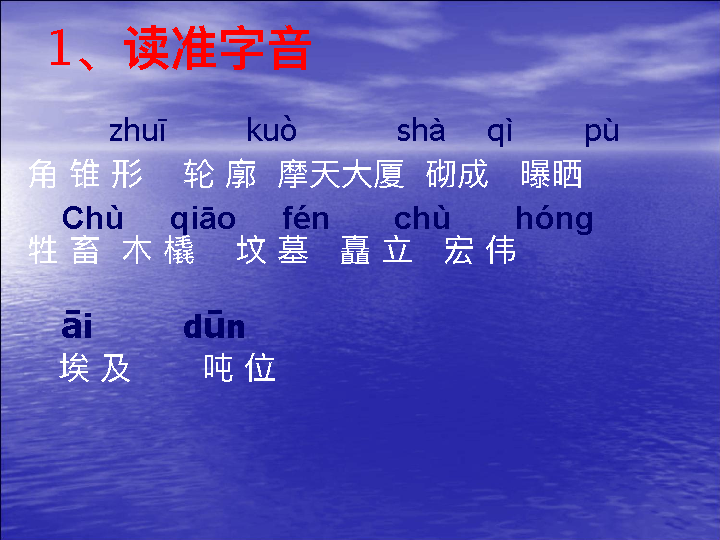 1、读准字音
zhuī kuò shà qì pù
角 锥 形 轮 廓 摩天大厦 砌成 曝晒
Chù qiāo fén chù hóng
牲 畜 木 橇 坟 墓 矗 立 宏 伟
āi dūn
埃 及 吨 位